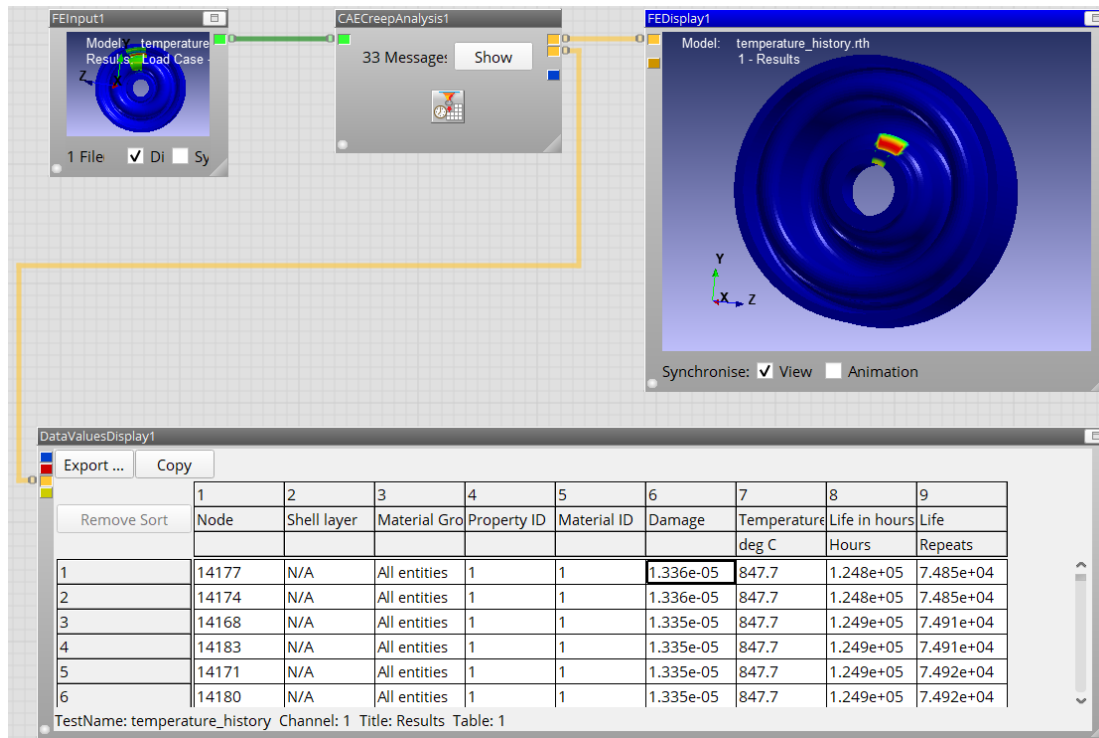 FEInput1
Model: temperature
Results: Load Case -
Y
Z
X
1 File
Di
Sy
CAECreepAnalysis1
33 Messages
Show
FEDisplay1
Model: temperature_history.rth
1 - Results
Y
X
Z
Synchronise: View Animation
DataValuesDisplay1
Export ... Copy
1 2 3 4 5 6 7 8 9
Remove Sort Node Shell layer Material Gro Property ID Material ID Damage Temperature Life in hours Life
deg C Hours Repeats
1 14177 N/A All entities 1 1 1.336e-05 847.7 1.248e+05 7.485e+04
2 14174 N/A All entities 1 1 1.336e-05 847.7 1.248e+05 7.485e+04
3 14168 N/A All entities 1 1 1.335e-05 847.7 1.249e+05 7.491e+04
4 14183 N/A All entities 1 1 1.335e-05 847.7 1.249e+05 7.491e+04
5 14171 N/A All entities 1 1 1.335e-05 847.7 1.249e+05 7.492e+04
6 14180 N/A All entities 1 1 1.335e-05 847.7 1.249e+05 7.492e+04
TestName: temperature_history Channel: 1 Title: Results Table: 1